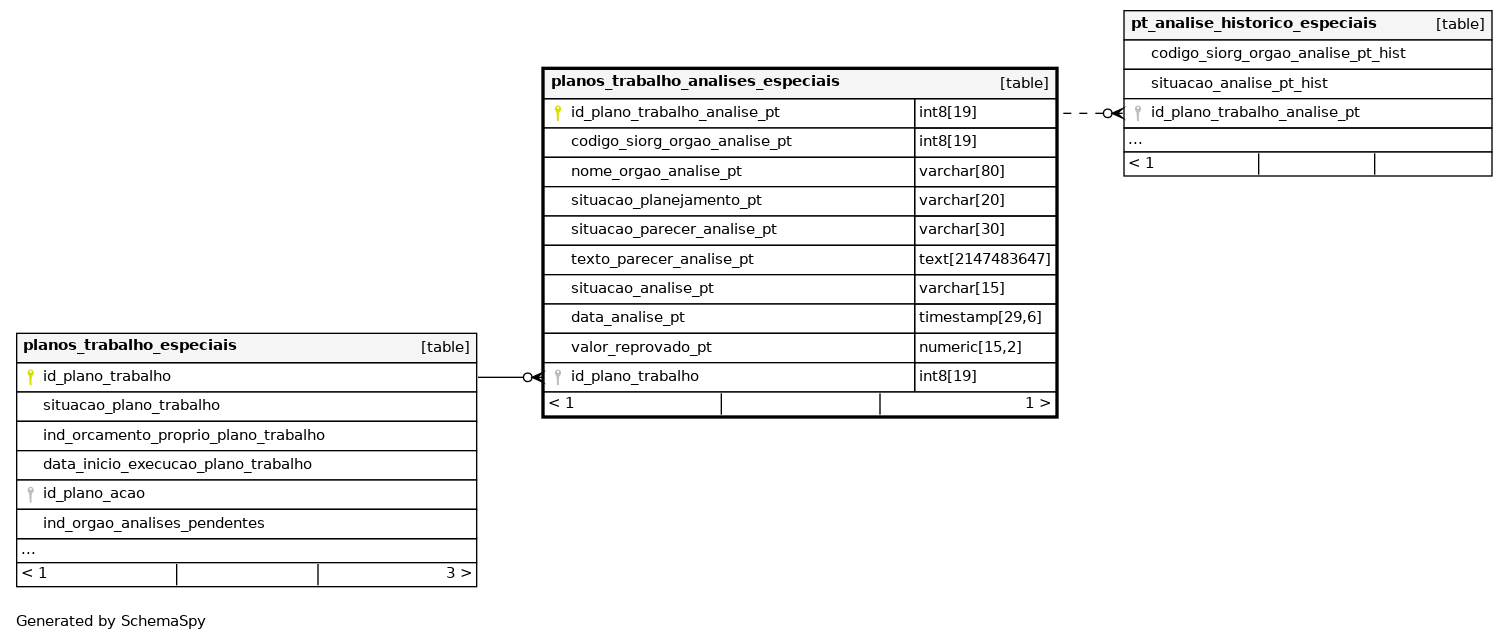 pt_analise_historico_especiais [table]
codigo_siorg_orgao_analise_pt_hist
situacao_analise_pt_hist
id_plano_trabalho_analise_pt
...
< 1
planos_trabalho_analises_especiais [table]
id_plano_trabalho_analise_pt int8[19]
codigo_siorg_orgao_analise_pt int8[19]
nome_orgao_analise_pt varchar[80]
situacao_planejamento_pt varchar[20]
situacao_parecer_analise_pt varchar[30]
texto_parecer_analise_pt text[2147483647]
situacao_analise_pt varchar[15]
data_analise_pt timestamp[29,6]
valor_reprovado_pt numeric[15,2]
id_plano_trabalho int8[19]
< 1 1 >
planos_trabalho_especiais [table]
id_plano_trabalho
situacao_plano_trabalho
ind_orcamento_proprio_plano_trabalho
data_inicio_execucao_plano_trabalho
id_plano_acao
ind_orgao_analises_pendentes
...
< 1 3 >
Generated by SchemaSpy